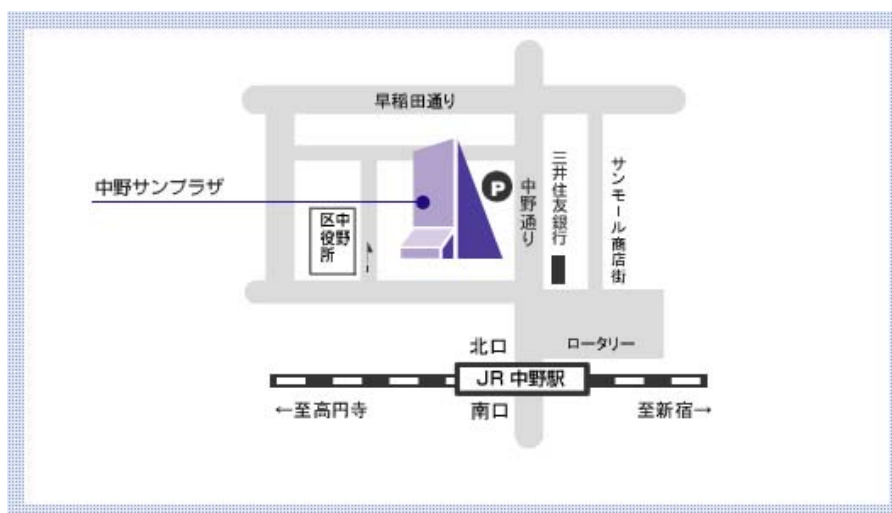 早稲田通り
中野サンプラザ
P
中野
区役所
中野通り
三井住友銀行
サンモール商店街
北口
ロータリー
JR 中野駅
←至高円寺
南口
至新宿→